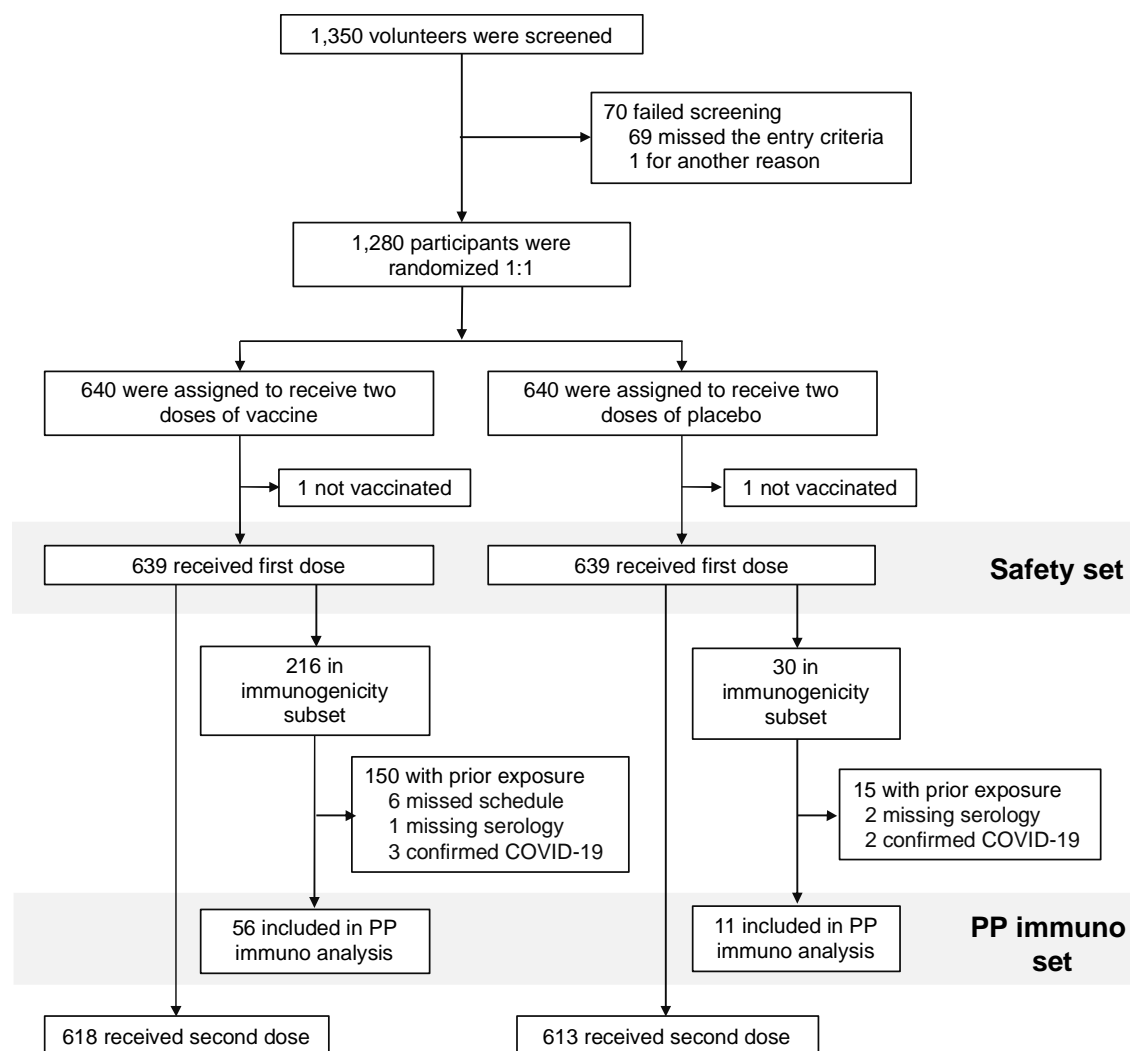 1,350 volunteers were screened
70 failed screening
69 missed the entry criteria
1 for another reason
1,280 participants were
randomized 1:1
640 were assigned to receive two
doses of vaccine
640 were assigned to receive two
doses of placebo
1 not vaccinated
1 not vaccinated
639 received first dose
639 received first dose
Safety set
216 in
immunogenicity
subset
30 in
immunogenicity
subset
150 with prior exposure
6 missed schedule
1 missing serology
3 confirmed COVID-19
15 with prior exposure
2 missing serology
2 confirmed COVID-19
56 included in PP
immuno analysis
11 included in PP
immuno analysis
PP immuno
set
618 received second dose
613 received second dose